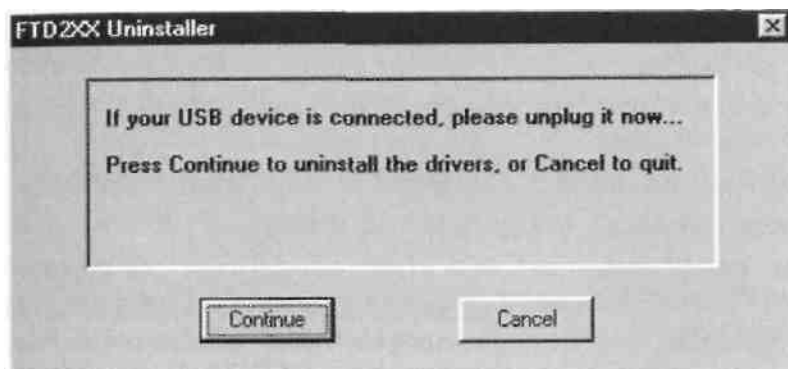 FTD2XX Uninstaller
If your USB device is connected, please unplug it now...
Press Continue to uninstall the drivers, or Cancel to quit.
Continue
Cancel